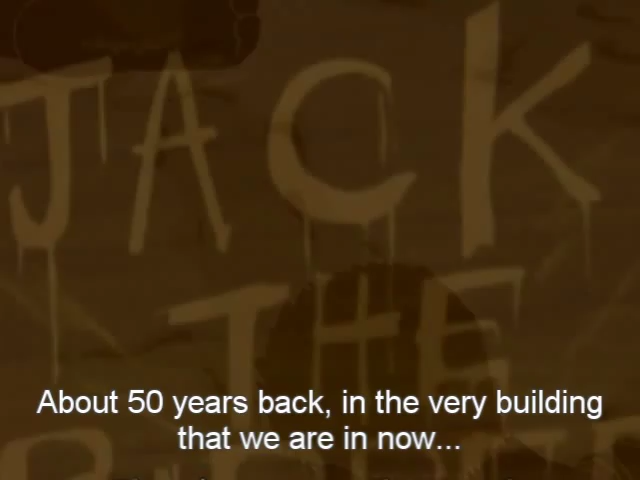 JACK
THE
About 50 years back, in the very building
that we are in now...